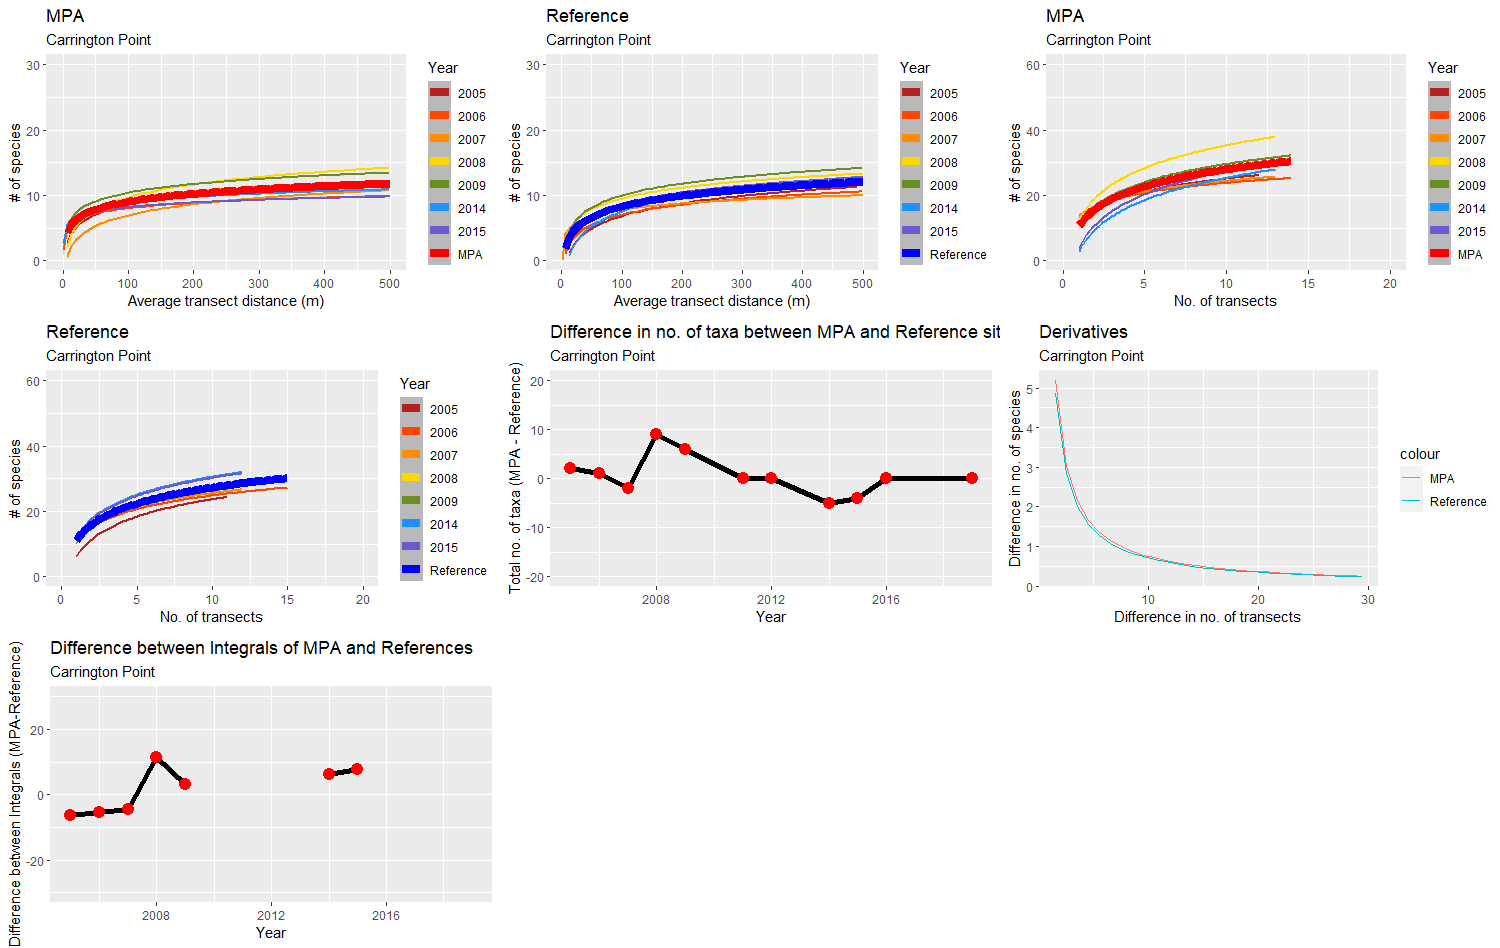 MPA
Carrington Point
# of species
30
20
10
0
0 100 200 300 400 500
Average transect distance (m)
Year
2005
2006
2007
2008
2009
2014
2015
MPA
Reference
Carrington Point
# of species
30
20
10
0
0 100 200 300 400 500
Average transect distance (m)
Year
2005
2006
2007
2008
2009
2014
2015
Reference
MPA
Carrington Point
# of species
60
40
20
0
0 5 10 15 20
No. of transects
Year
2005
2006
2007
2008
2009
2014
2015
MPA
Reference
Carrington Point
# of species
60
40
20
0
0 5 10 15 20
No. of transects
Year
2005
2006
2007
2008
2009
2014
2015
Reference
Difference in no. of taxa between MPA and Reference sit
Carrington Point
Total no. of taxa (MPA - Reference)
20
10
0
-10
-20
2008 2012 2016
Year
Derivatives
Carrington Point
Difference in no. of species
5
4
3
2
1
0
10 20 30
Difference in no. of transects
colour
MPA
Reference
Difference between Integrals of MPA and References
Carrington Point
Difference between Integrals (MPA-Reference)
20
0
-20
2008 2012 2016
Year